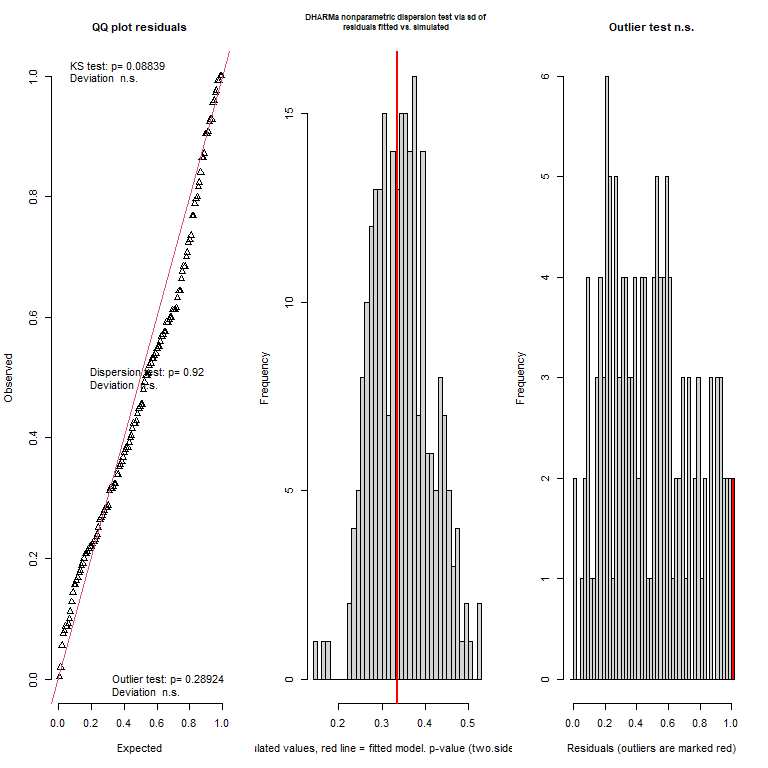 QQ plot residuals
KS test: p= 0.08839
Deviation n.s.
Dispersion test: p= 0.92
Deviation n.s.
Outlier test: p= 0.28924
Deviation n.s.
Observed
0.0
0.2
0.4
0.6
0.8
1.0
0.0
0.2
0.4
0.6
0.8
1.0
Expected
DHARMa nonparametric dispersion test via sd of
residuals fitted vs. simulated
Frequency
0
5
10
15
0.2
0.3
0.4
0.5
lated values, red line = fitted model. p-value (two.side
Outlier test n.s.
Frequency
0
1
2
3
4
5
6
0.0
0.2
0.4
0.6
0.8
1.0
Residuals (outliers are marked red)